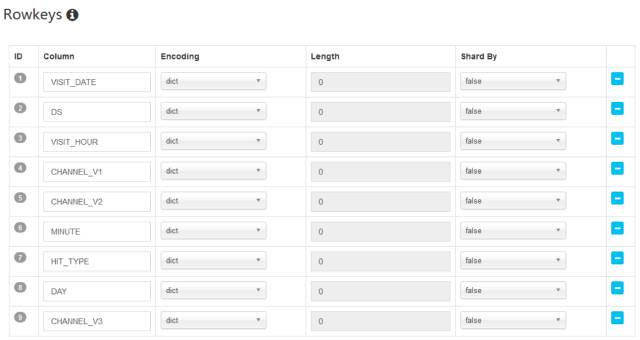 Rowkeys
ID Column Encoding Length Shard By
1 VISIT_DATE dict 0 false
2 DS dict 0 false
3 VISIT_HOUR dict 0 false
4 CHANNEL_V1 dict 0 false
5 CHANNEL_V2 dict 0 false
6 MINUTE dict 0 false
7 HIT_TYPE dict 0 false
8 DAY dict 0 false
9 CHANNEL_V3 dict 0 false